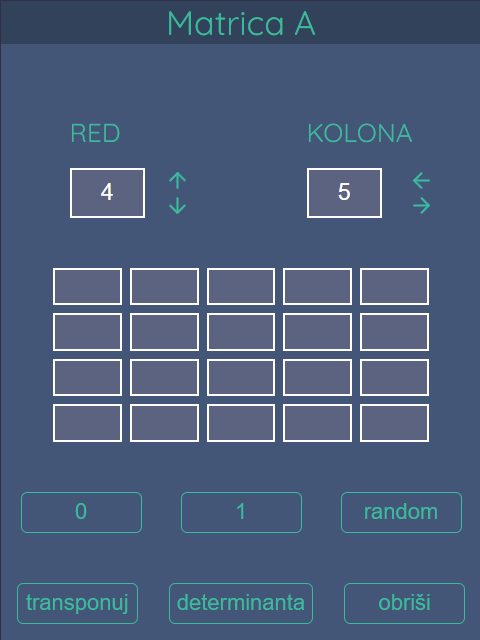 Matrica A
RED KOLONA
4 ↑ ↓ 5 ← →
0 1 random
transponuj determinanta obriši